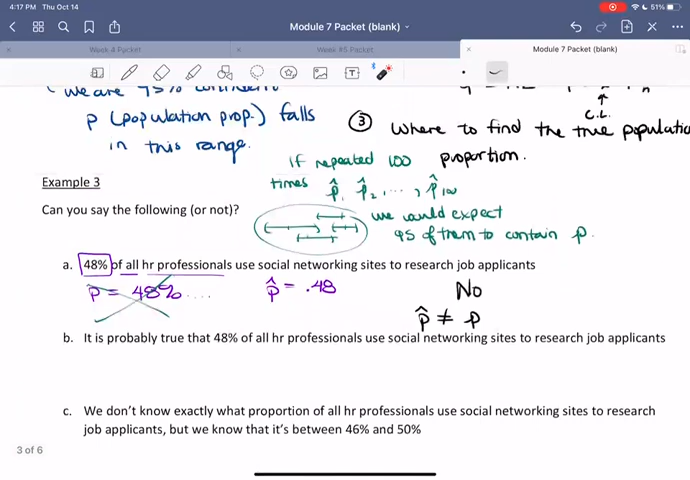 4:17 PM Thu Oct 14
51%
Module 7 Packet (blank)
Week 4 Packet
Week #5 Packet
Module 7 Packet (blank)
we are 95% confident
p (population prop.) falls
in this range.
C.L.
③ Where to find the true populatio
proportion.
if repeated 100
times p̂₁ p̂₂, ..., p̂₁₀₀
we would expect
95 of them to contain p.
Example 3
Can you say the following (or not)?
a. 48% of all hr professionals use social networking sites to research job applicants
p = 48% ....
p̂ = .48
No
p̂ ≠ p
b. It is probably true that 48% of all hr professionals use social networking sites to research job applicants
c. We don't know exactly what proportion of all hr professionals use social networking sites to research
job applicants, but we know that it's between 46% and 50%
3 of 6